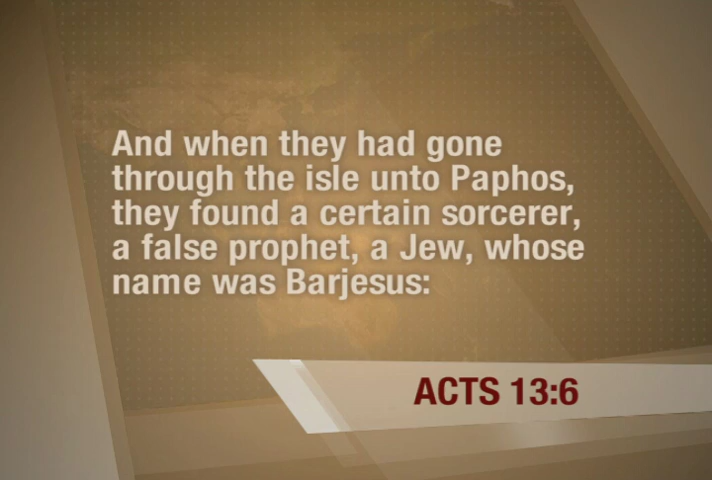 And when they had gone
through the isle unto Paphos,
they found a certain sorcerer,
a false prophet, a Jew, whose
name was Barjesus:
ACTS 13:6